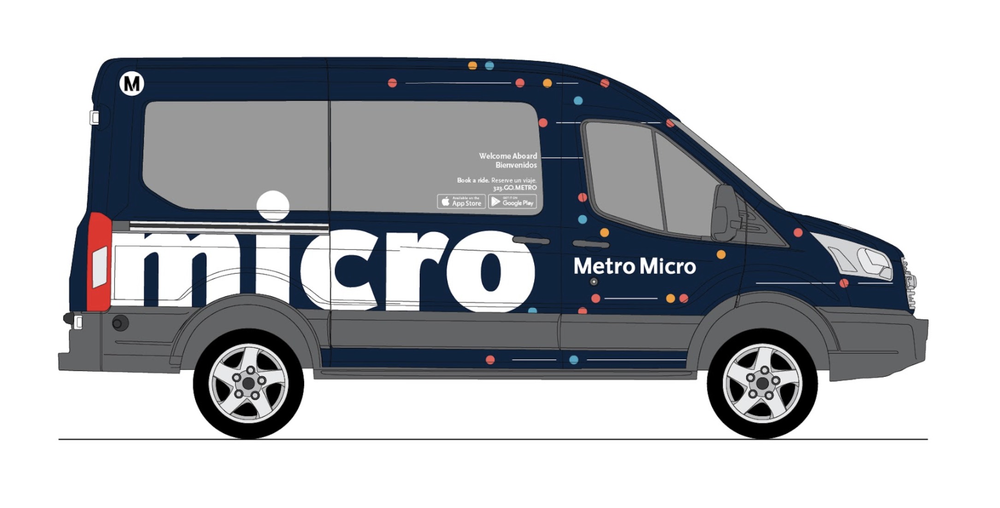 M
Welcome Aboard
Bienvenidos
Book a ride. Reserve un viaje.
323.GO.METRO
Available on the
App Store
GET IT ON
Google Play
micro
Metro Micro